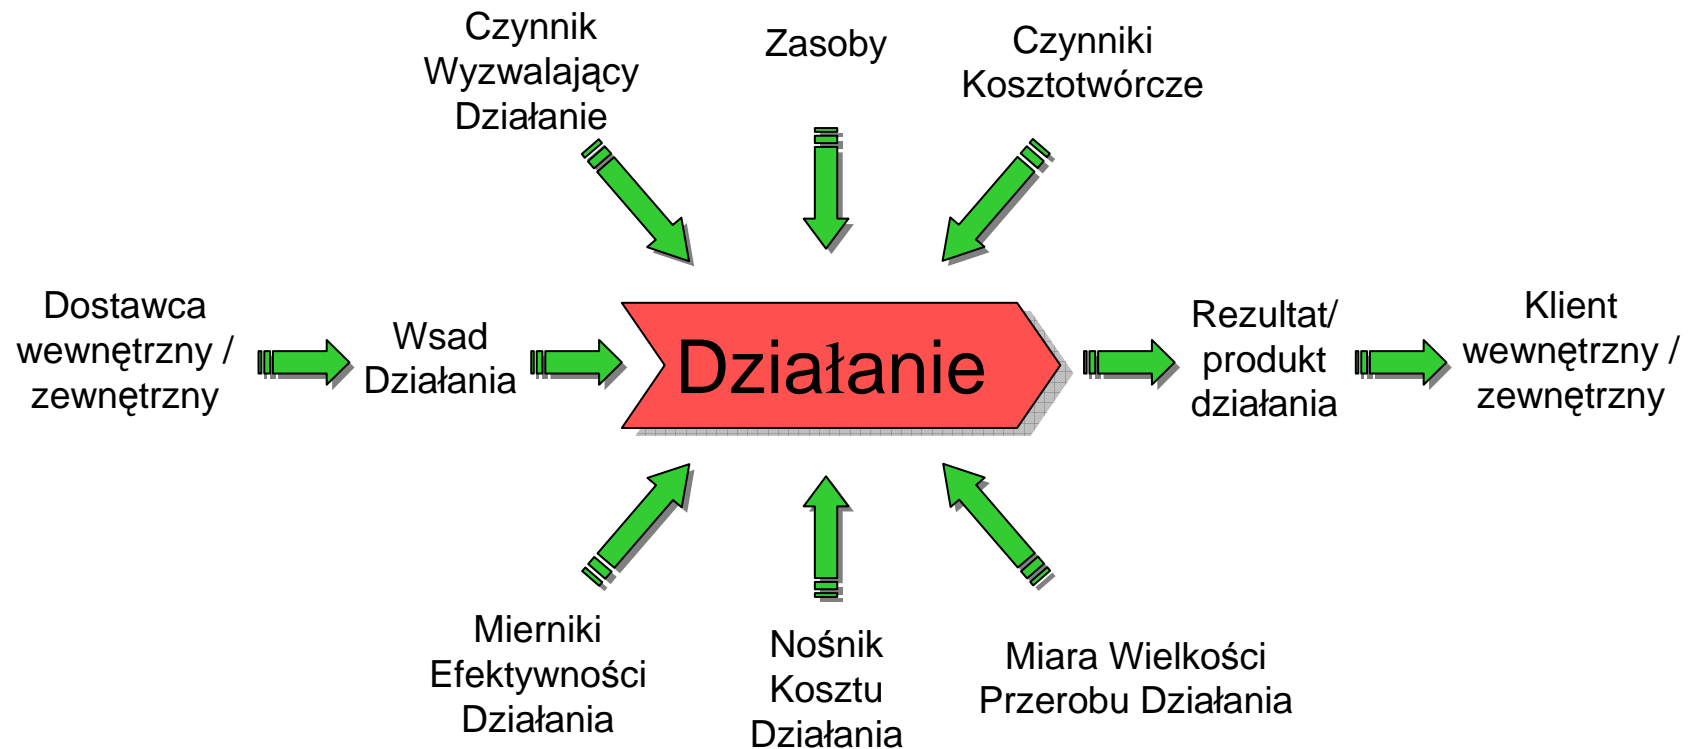 Czynnik
Wyzwalający
Działanie
Zasoby
Czynniki
Kosztotwórcze
Dostawca
wewnętrzny /
zewnętrzny
Wsad
Działania
Działanie
Rezultat/
produkt
działania
Klient
wewnętrzny /
zewnętrzny
Mierniki
Efektywności
Działania
Nośnik
Kosztu
Działania
Miara Wielkości
Przerobu Działania